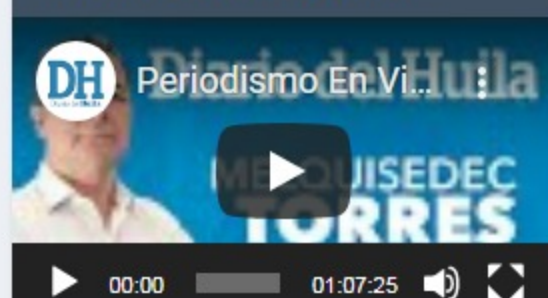 DH Periodismo En Vi...
Diario del Huila
MELQUISEDEC
TORRES
00:00 01:07:25